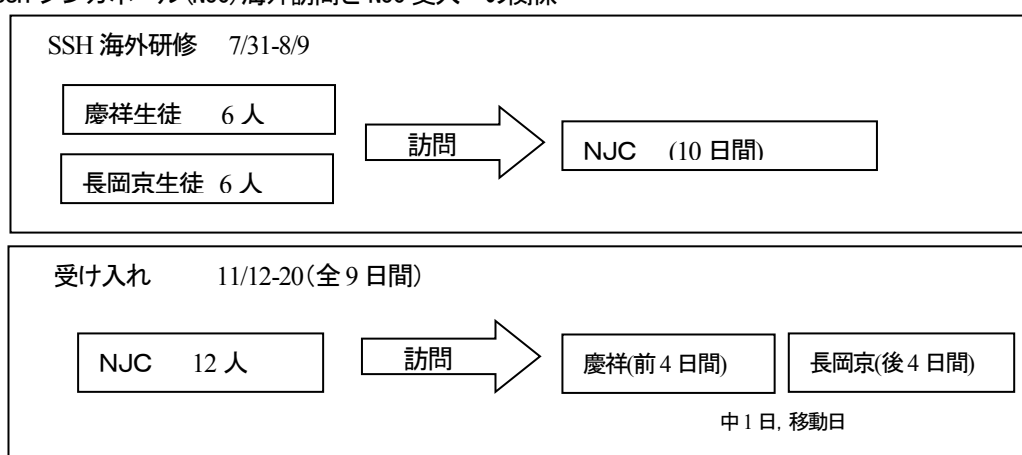 SSH 海外研修 7/31-8/9
慶祥生徒 6 人
訪問
NJC (10 日間)
長岡京生徒 6 人
受け入れ 11/12-20(全 9 日間)
NJC 12 人
訪問
慶祥(前 4 日間)
長岡京(後 4 日間)
中 1 日, 移動日